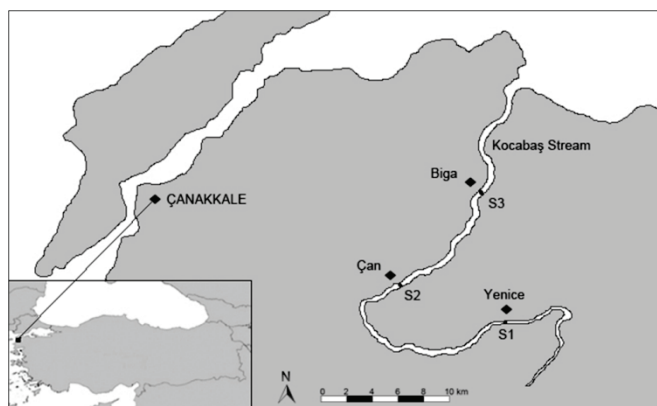 Kocabaş Stream
Biga
S3
ÇANAKKALE
Çan
S2
Yenice
S1
N
0 2 4 6 8 10 km